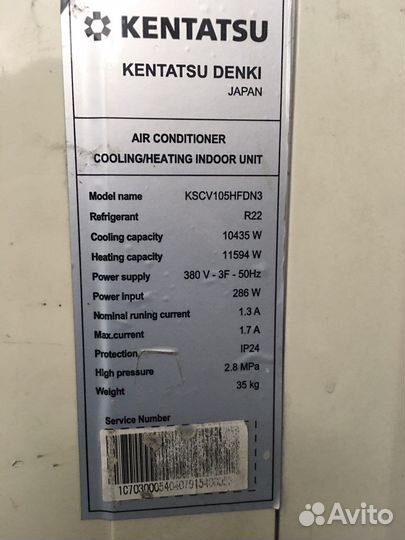 KENTATSU
KENTATSU DENKI
JAPAN
AIR CONDITIONER
COOLING/HEATING INDOOR UNIT
Model name KSCV105HFDN3
Refrigerant R22
Cooling capacity 10435 W
Heating capacity 11594 W
Power supply 380 V - 3F - 50Hz
Power input 286 W
Nominal runing current 1.3 A
Max.current 1.7 A
Protection IP24
High pressure 2.8 MPa
Weight 35 kg
Service Number
Avito